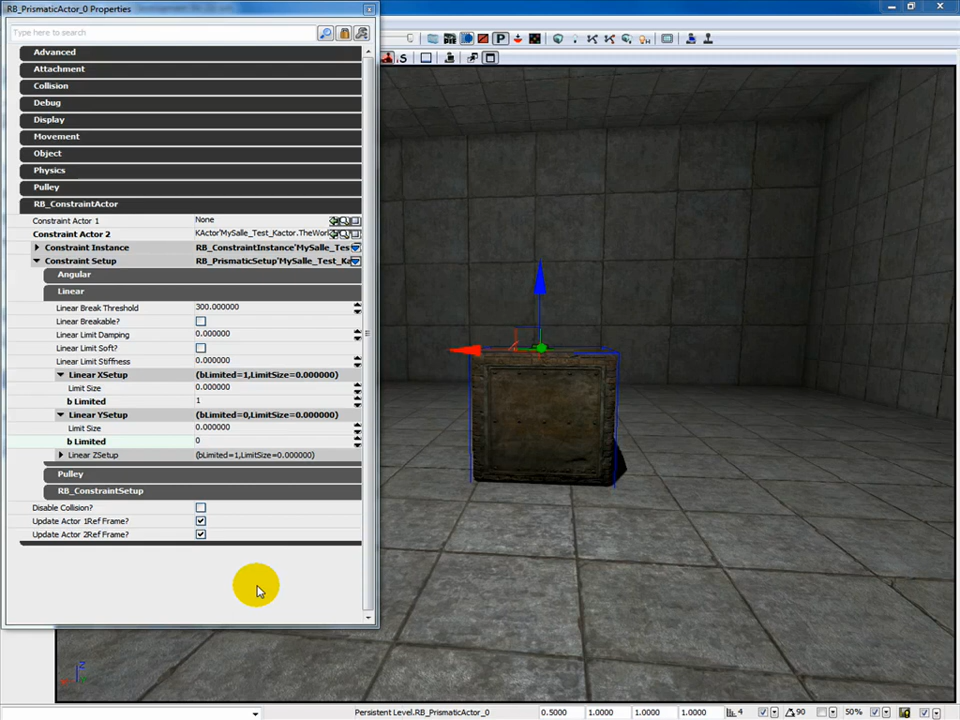 RB_PrismaticActor_0 Properties
Type here to search
Advanced
Attachment
Collision
Debug
Display
Movement
Object
Physics
Pulley
RB_ConstraintActor
Constraint Actor 1 None
Constraint Actor 2 KActor'MySalle_Test_Kactor.TheWorl
Constraint Instance RB_ConstraintInstance'MySalle_Tes
Constraint Setup RB_PrismaticSetup'MySalle_Test_Ka
Angular
Linear
Linear Break Threshold 300.000000
Linear Breakable?
Linear Limit Damping 0.000000
Linear Limit Soft?
Linear Limit Stiffness 0.000000
Linear XSetup (bLimited=1,LimitSize=0.000000)
Limit Size 0.000000
b Limited 1
Linear YSetup (bLimited=0,LimitSize=0.000000)
Limit Size 0.000000
b Limited 0
Linear ZSetup (bLimited=1,LimitSize=0.000000)
Pulley
RB_ConstraintSetup
Disable Collision?
Update Actor 1Ref Frame?
Update Actor 2Ref Frame?
P
S
Z
Persistent Level.RB_PrismaticActor_0 0.5000 1.0000 1.0000 1.0000 4 90 50%